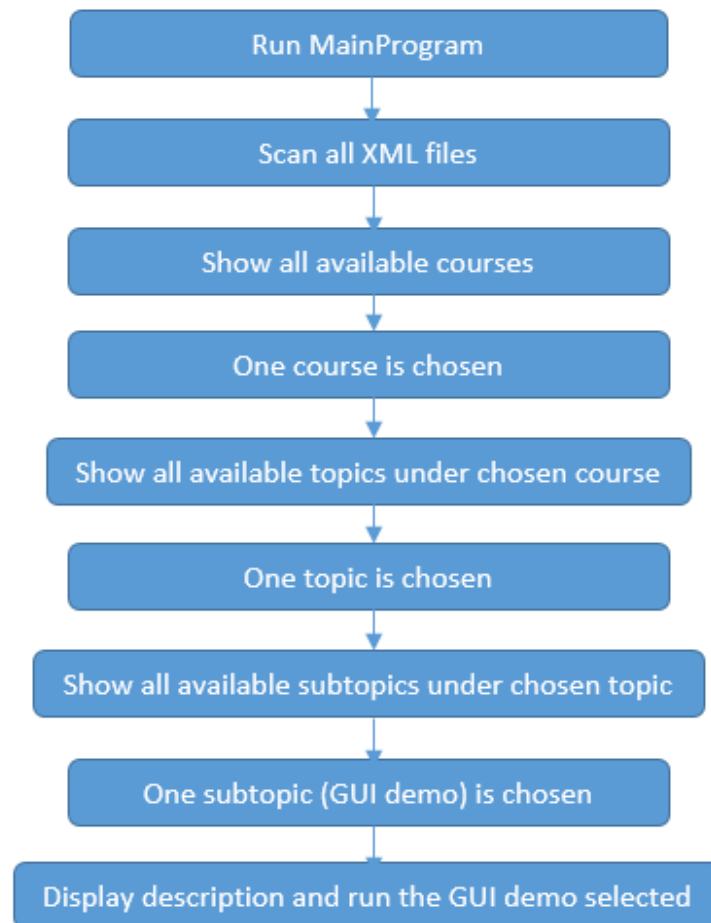 Run MainProgram
Scan all XML files
Show all available courses
One course is chosen
Show all available topics under chosen course
One topic is chosen
Show all available subtopics under chosen topic
One subtopic (GUI demo) is chosen
Display description and run the GUI demo selected